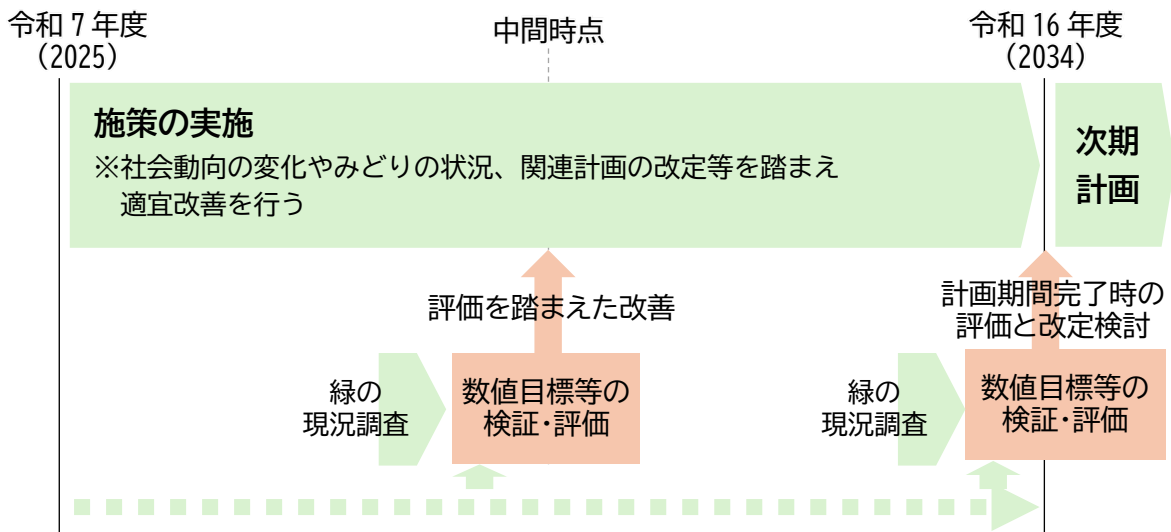 令和 7 年度
（2025）
中間時点
令和 16 年度
（2034）
施策の実施
※社会動向の変化やみどりの状況、関連計画の改定等を踏まえ
適宜改善を行う
次期
計画
評価を踏まえた改善
計画期間完了時の
評価と改定検討
緑の
現況調査
数値目標等の
検証・評価
緑の
現況調査
数値目標等の
検証・評価